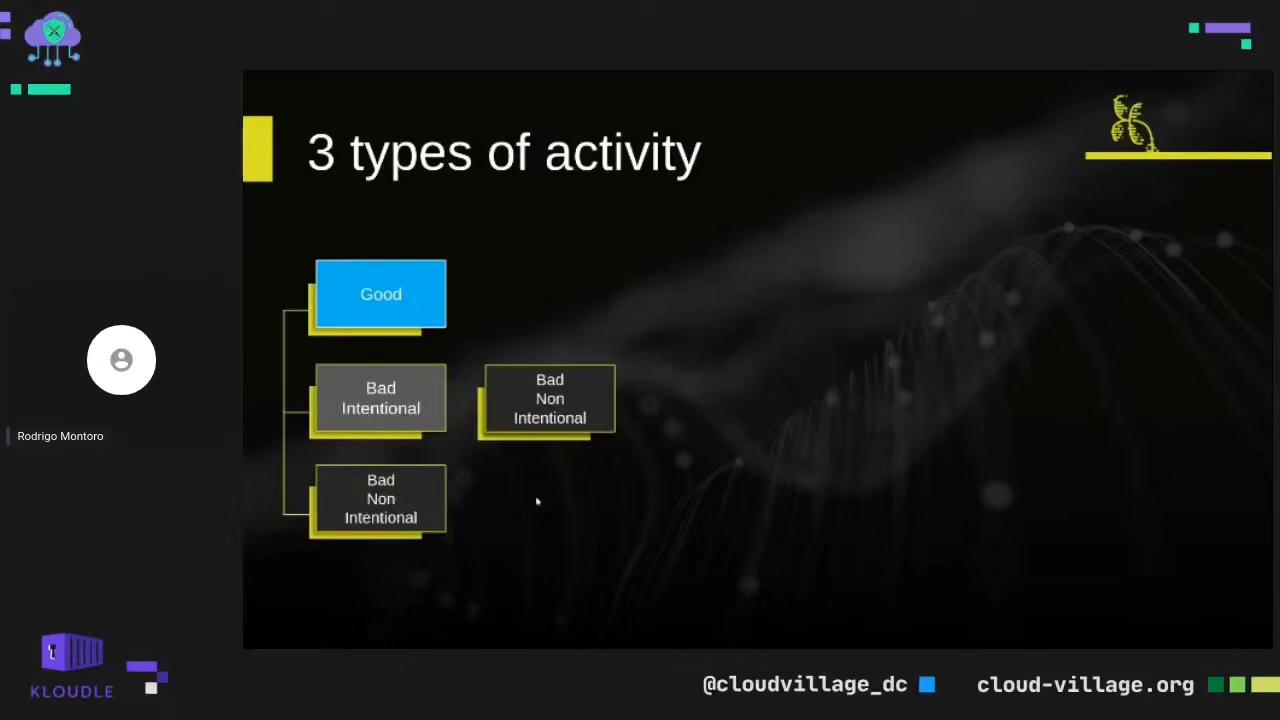 3 types of activity
Good
Bad
Intentional
Bad
Non
Intentional
Bad
Non
Intentional
Rodrigo Montoro
KLOUDLE
@cloudvillage_dc
cloud-village.org